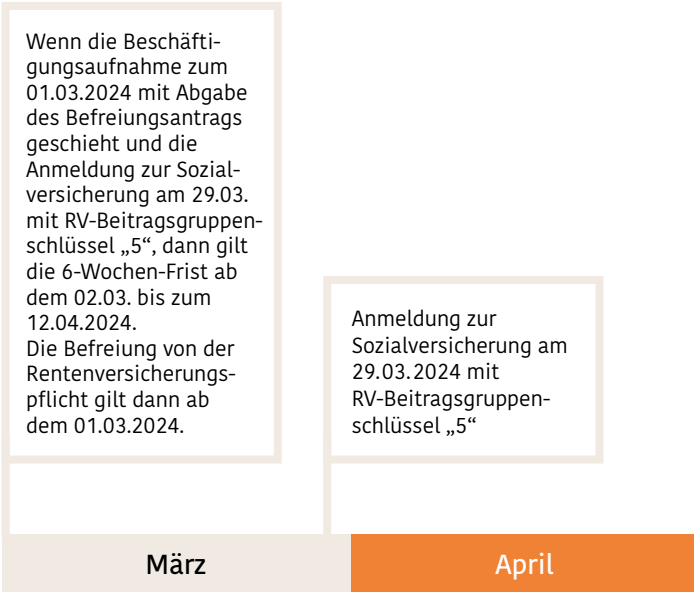 Wenn die Beschäfti-
gungsaufnahme zum
01.03.2024 mit Abgabe
des Befreiungsantrags
geschieht und die
Anmeldung zur Sozial-
versicherung am 29.03.
mit RV-Beitragsgruppen-
schlüssel „5“, dann gilt
die 6-Wochen-Frist ab
dem 02.03. bis zum
12.04.2024.
Die Befreiung von der
Rentenversicherungs-
pflicht gilt dann ab
dem 01.03.2024.
Anmeldung zur
Sozialversicherung am
29.03.2024 mit
RV-Beitragsgruppen-
schlüssel „5“
März
April